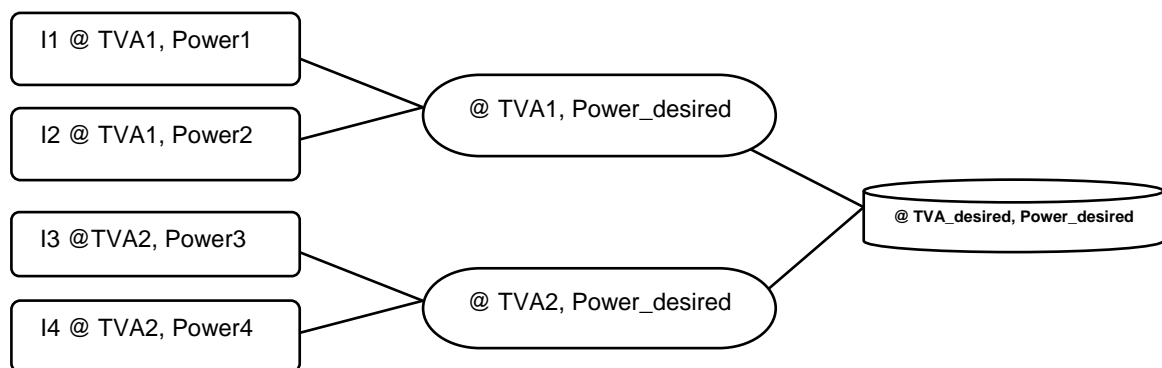 I1 @ TVA1, Power1
I2 @ TVA1, Power2
I3 @TVA2, Power3
I4 @ TVA2, Power4
@ TVA1, Power_desired
@ TVA2, Power_desired
@ TVA_desired, Power_desired